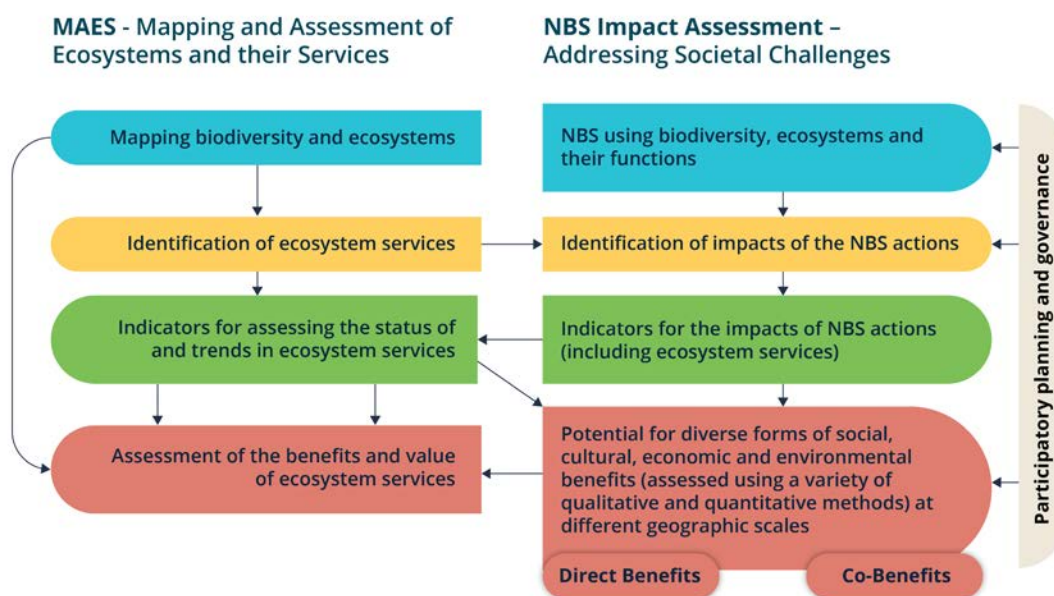 MAES - Mapping and Assessment of
Ecosystems and their Services
NBS Impact Assessment –
Addressing Societal Challenges
Mapping biodiversity and ecosystems
NBS using biodiversity, ecosystems and
their functions
Identification of ecosystem services
Identification of impacts of the NBS actions
Indicators for assessing the status of
and trends in ecosystem services
Indicators for the impacts of NBS actions
(including ecosystem services)
Assessment of the benefits and value
of ecosystem services
Potential for diverse forms of social,
cultural, economic and environmental
benefits (assessed using a variety of
qualitative and quantitative methods) at
different geographic scales
Direct Benefits
Co-Benefits
Participatory planning and governance